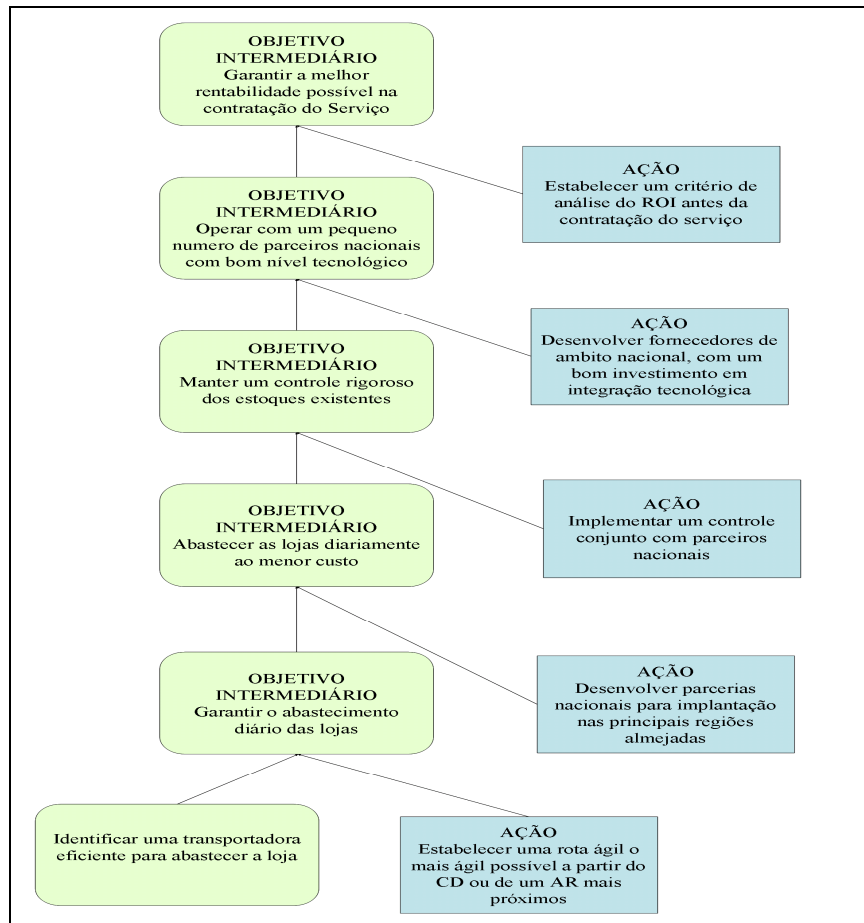 OBJETIVO
INTERMEDIÁRIO
Garantir a melhor
rentabilidade possível na
contratação do Serviço
AÇÃO
Estabelecer um critério de
análise do ROI antes da
contratação do serviço
OBJETIVO
INTERMEDIÁRIO
Operar com um pequeno
numero de parceiros nacionais
com bom nível tecnológico
AÇÃO
Desenvolver fornecedores de
ambito nacional, com um
bom investimento em
integração tecnológica
OBJETIVO
INTERMEDIÁRIO
Manter um controle rigoroso
dos estoques existentes
AÇÃO
Implementar um controle
conjunto com parceiros
nacionais
OBJETIVO
INTERMEDIÁRIO
Abastecer as lojas diariamente
ao menor custo
AÇÃO
Desenvolver parcerias
nacionais para implantação
nas principais regiões
almejadas
OBJETIVO
INTERMEDIÁRIO
Garantir o abastecimento
diário das lojas
Identificar uma transportadora
eficiente para abastecer a loja
AÇÃO
Estabelecer uma rota ágil o
mais ágil possível a partir do
CD ou de um AR mais
próximos